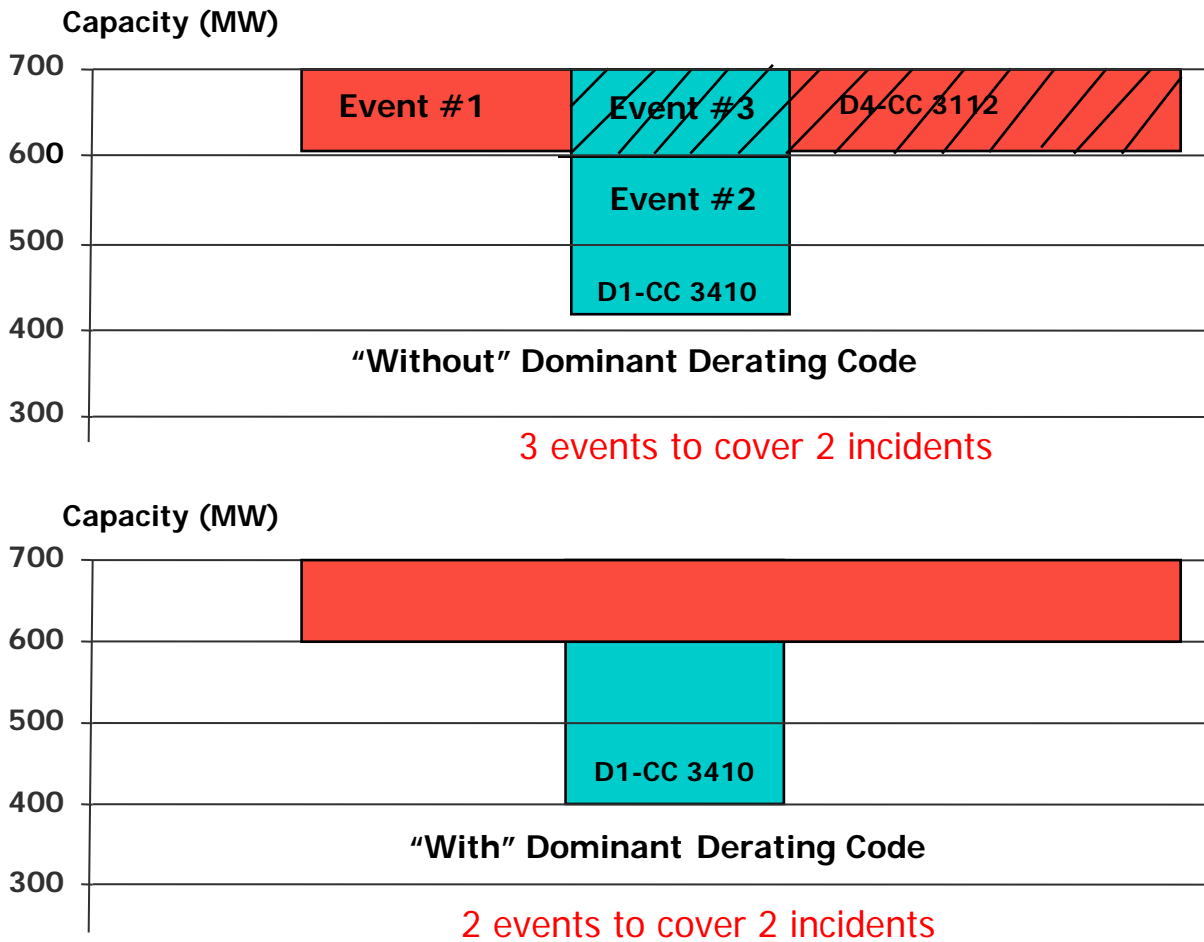 Capacity (MW)
700
Event #1
Event #3
D4-CC 3112
600
Event #2
500
D1-CC 3410
400
“Without” Dominant Derating Code
300
3 events to cover 2 incidents
Capacity (MW)
700
600
500
D1-CC 3410
400
“With” Dominant Derating Code
300
2 events to cover 2 incidents